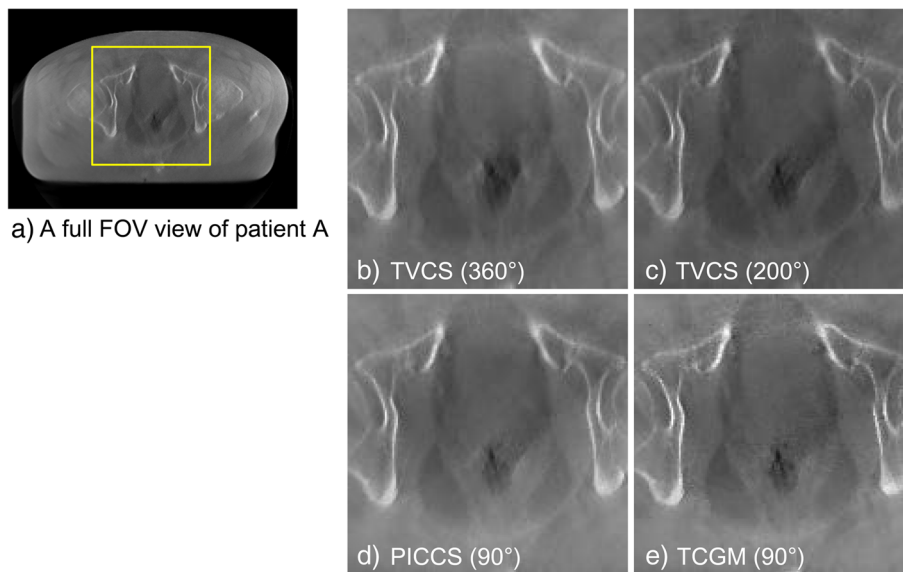 a) A full FOV view of patient A
b) TVCS (360°)
c) TVCS (200°)
d) PICCS (90°)
e) TCGM (90°)